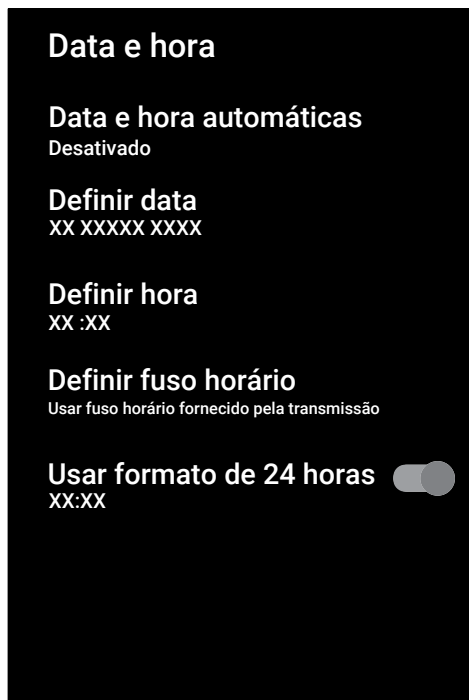 Data e hora
Data e hora automáticas
Desativado
Definir data
XX XXXXX XXXX
Definir hora
XX :XX
Definir fuso horário
Usar fuso horário fornecido pela transmissão
Usar formato de 24 horas
XX:XX